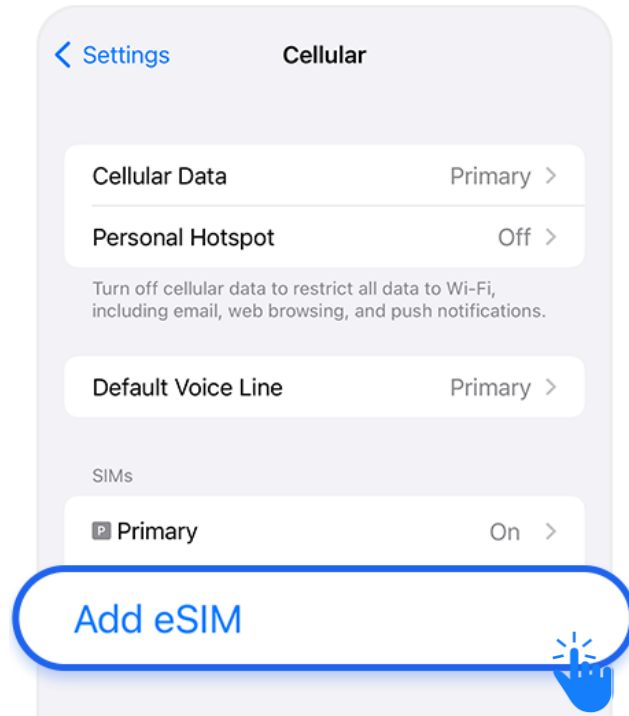 Settings
Cellular
Cellular Data
Primary
Personal Hotspot
Off
Turn off cellular data to restrict all data to Wi-Fi,
including email, web browsing, and push notifications.
Default Voice Line
Primary
SIMs
P Primary
On
Add eSIM